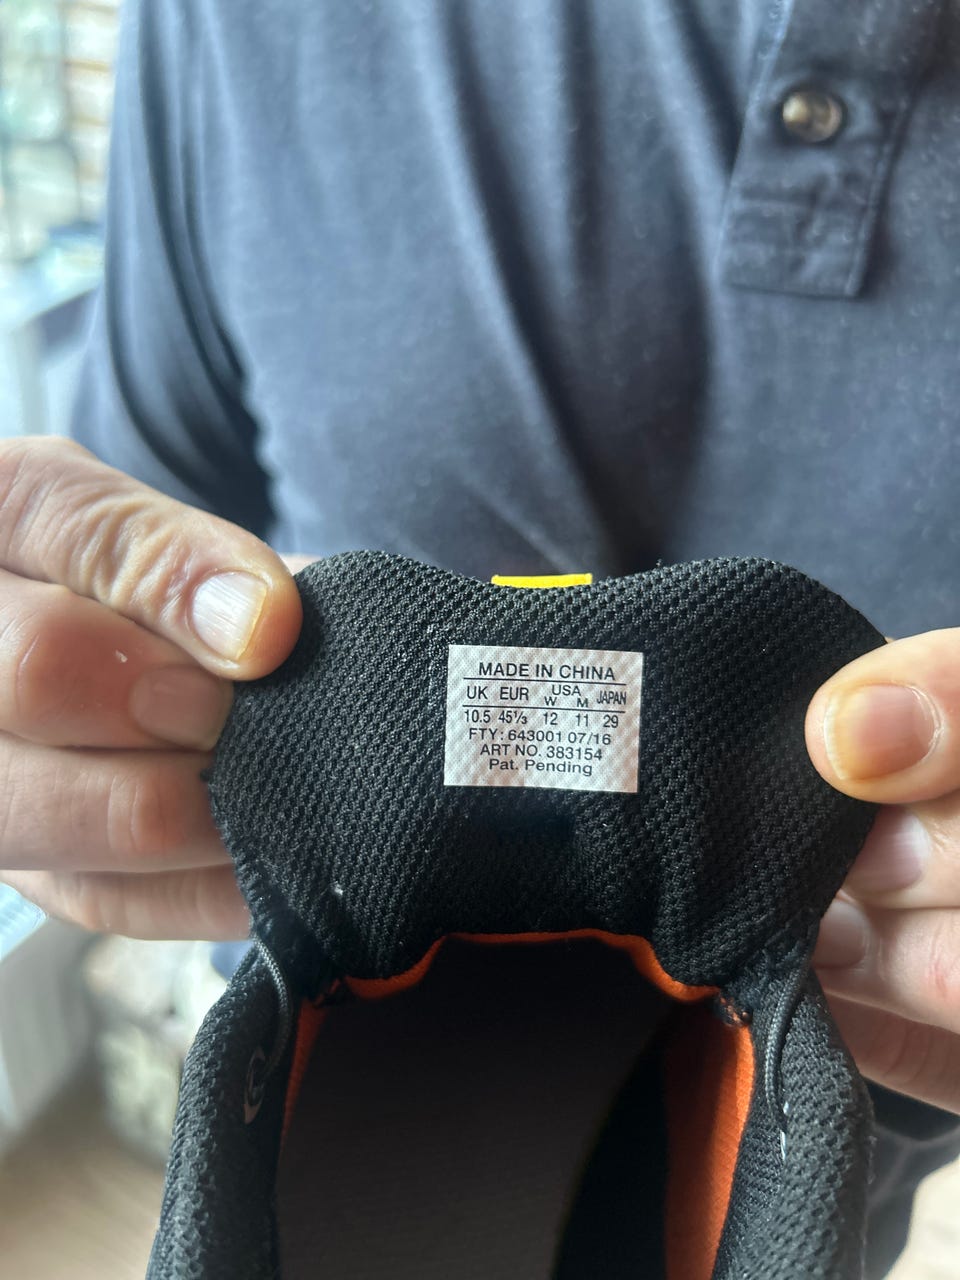 MADE IN CHINA
UK EUR USA W M JAPAN
10.5 45⅓ 12 11 29
FTY: 643001 07/16
ART NO. 383154
Pat. Pending